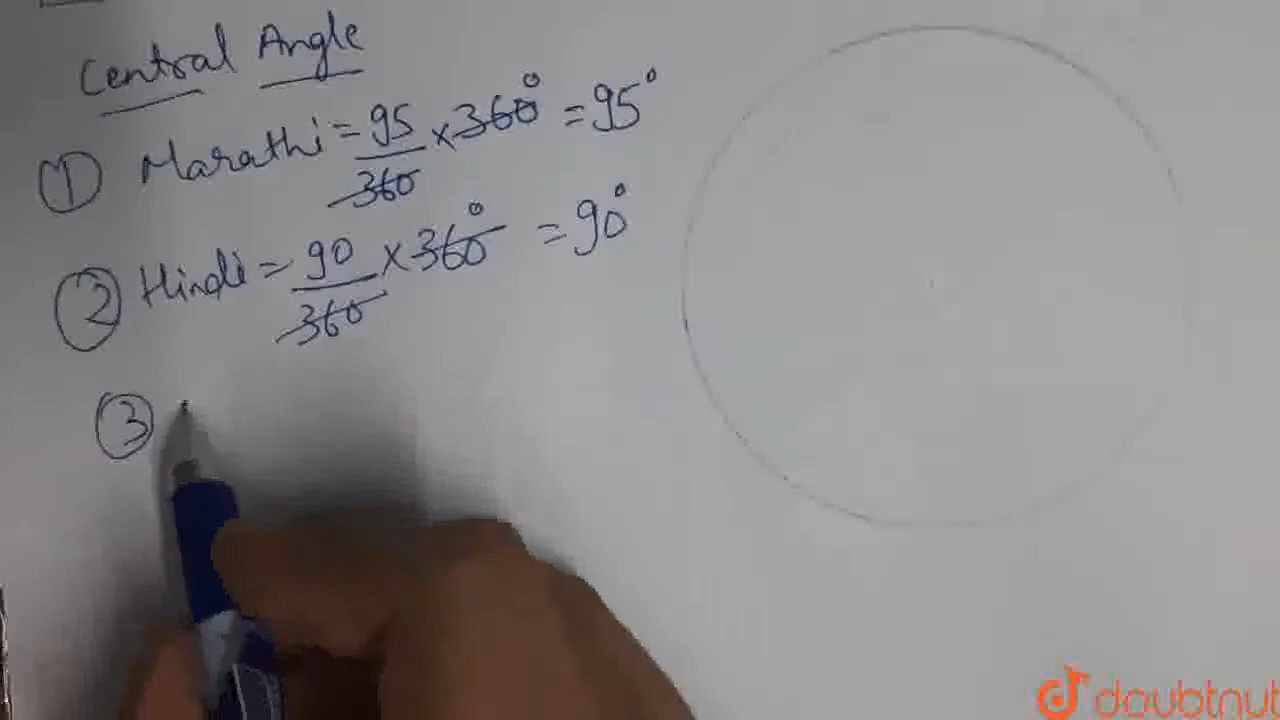 Central Angle
① Marathi = 95/360 × 360° = 95°
② Hindi = 90/360 × 360° = 90°
③
doubtnut